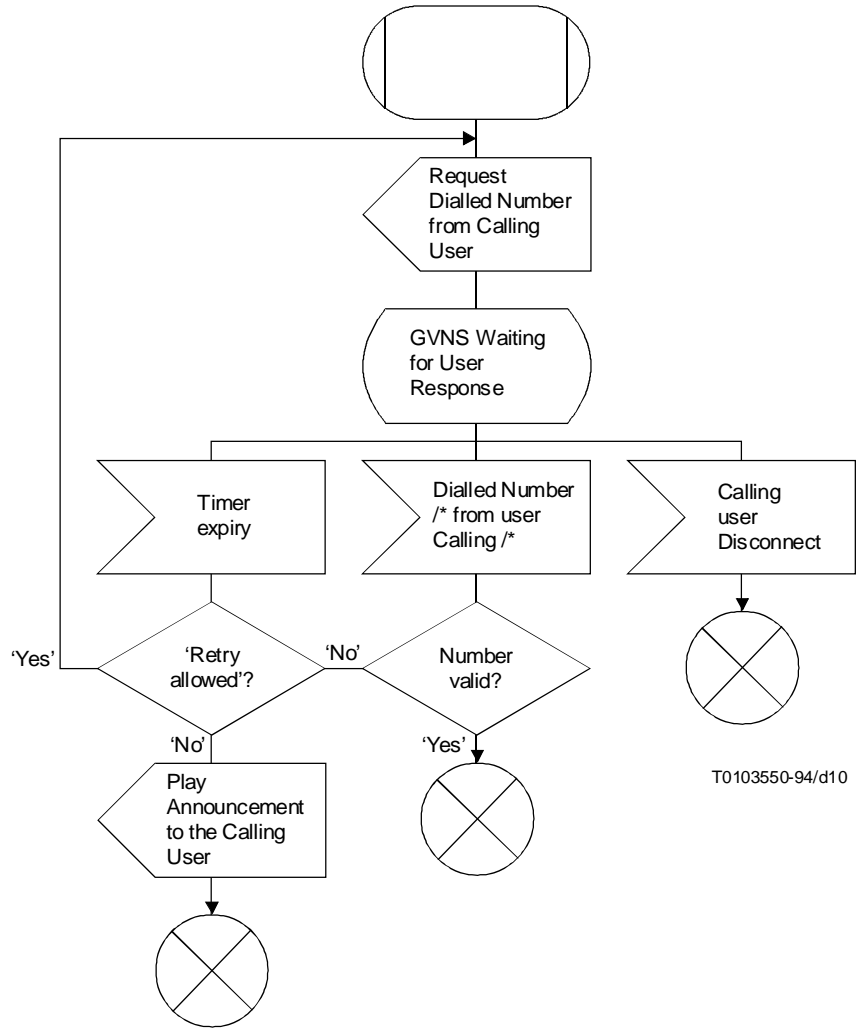 Request
Dialled Number
from Calling
User
GVNS Waiting
for User
Response
Timer
expiry
Dialled Number
/* from user
Calling /*
Calling
user
Disconnect
‘Yes’
‘Retry
allowed’?
‘No’
Number
valid?
‘No’
‘Yes’
Play
Announcement
to the Calling
User
T0103550-94/d10